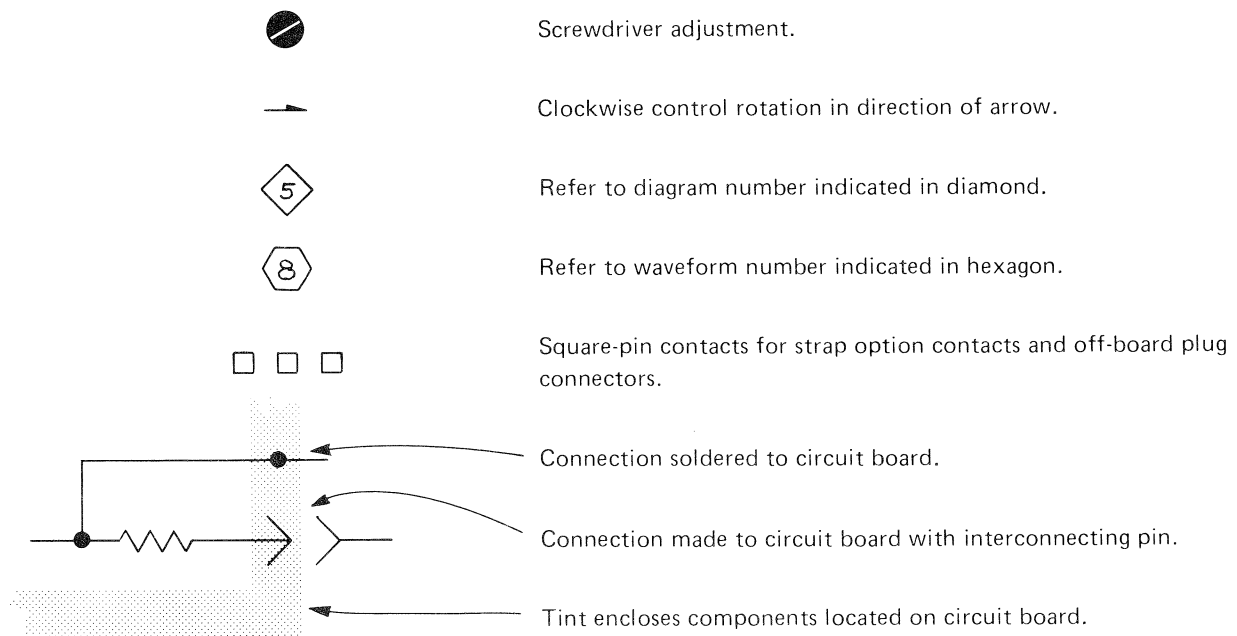 Screwdriver adjustment.
Clockwise control rotation in direction of arrow.
5
Refer to diagram number indicated in diamond.
8
Refer to waveform number indicated in hexagon.
Square-pin contacts for strap option contacts and off-board plug
connectors.
Connection soldered to circuit board.
Connection made to circuit board with interconnecting pin.
Tint encloses components located on circuit board.